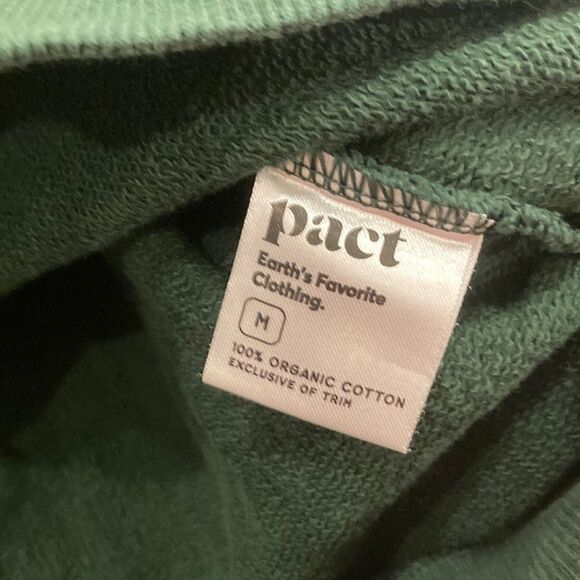 pact
Earth's Favorite
Clothing.
M
100% ORGANIC COTTON
EXCLUSIVE OF TRIM